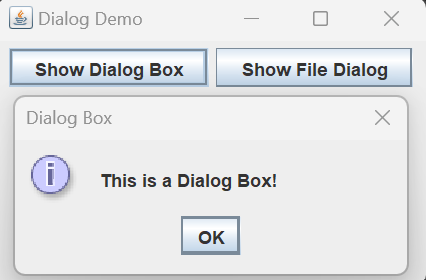 Dialog Demo
Show Dialog Box Show File Dialog
Dialog Box
i
This is a Dialog Box!
OK